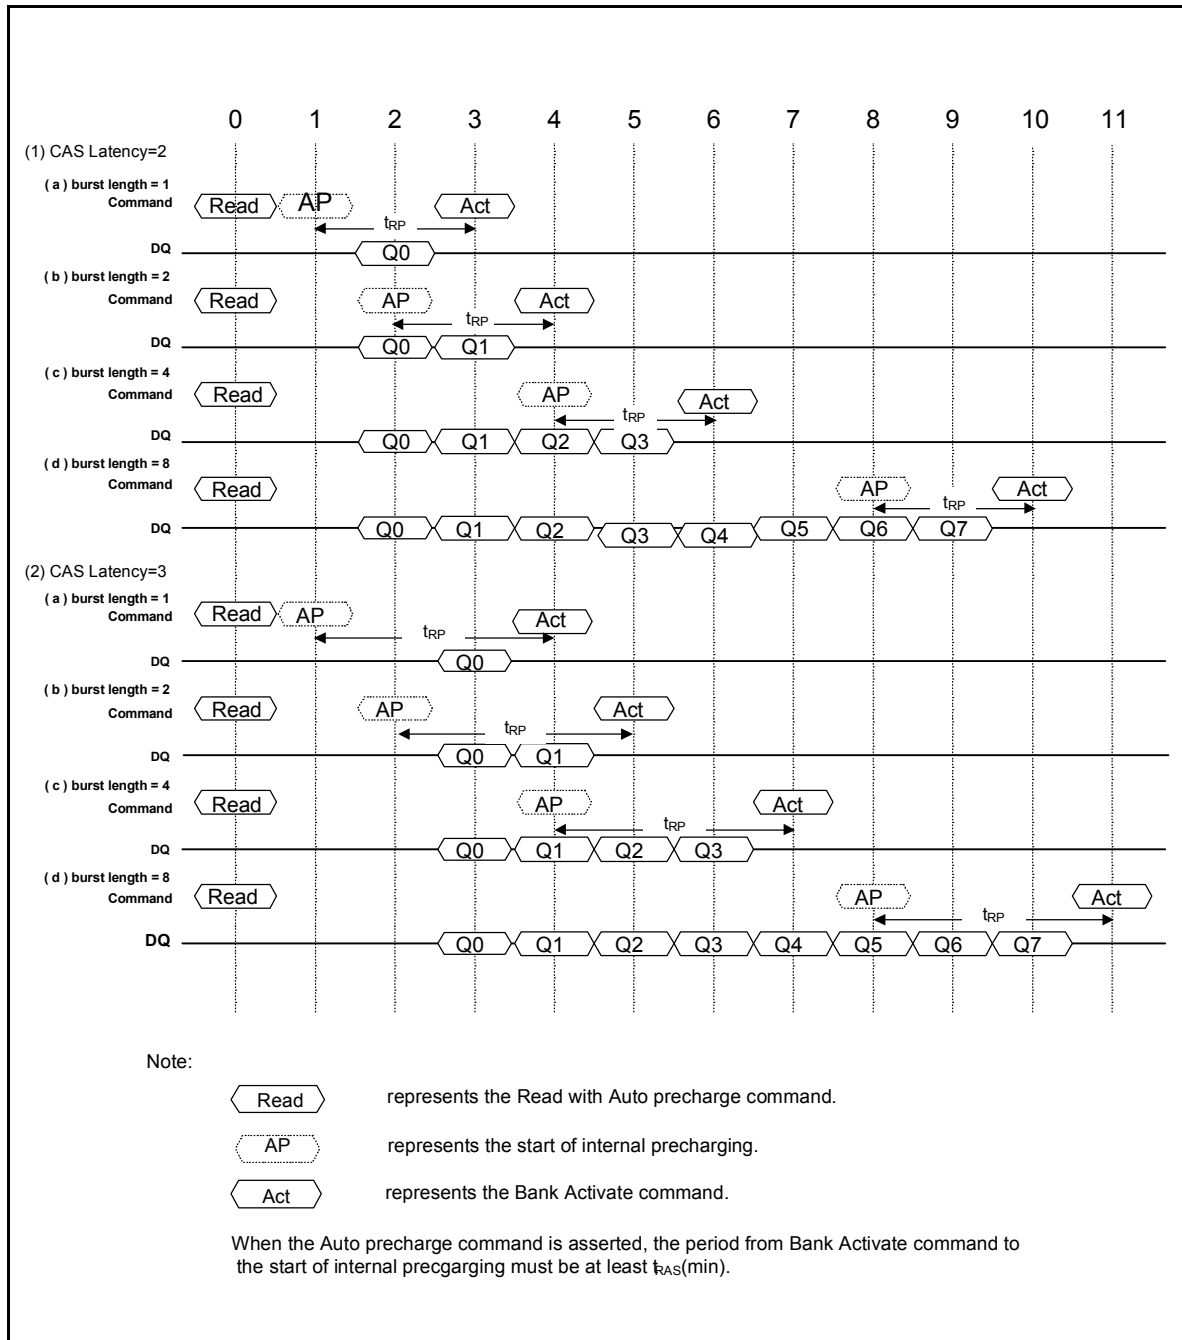 0 1 2 3 4 5 6 7 8 9 10 11
(1) CAS Latency=2
( a ) burst length = 1
Command Read AP Act
tRP
DQ Q0
( b ) burst length = 2
Command Read AP Act
tRP
DQ Q0 Q1
( c ) burst length = 4
Command Read AP Act
tRP
DQ Q0 Q1 Q2 Q3
( d ) burst length = 8
Command Read AP Act
tRP
DQ Q0 Q1 Q2 Q3 Q4 Q5 Q6 Q7
(2) CAS Latency=3
( a ) burst length = 1
Command Read AP Act
tRP
DQ Q0
( b ) burst length = 2
Command Read AP Act
tRP
DQ Q0 Q1
( c ) burst length = 4
Command Read AP Act
tRP
DQ Q0 Q1 Q2 Q3
( d ) burst length = 8
Command Read AP Act
tRP
DQ Q0 Q1 Q2 Q3 Q4 Q5 Q6 Q7
Note:
Read represents the Read with Auto precharge command.
AP represents the start of internal precharging.
Act represents the Bank Activate command.
When the Auto precharge command is asserted, the period from Bank Activate command to
the start of internal precgarging must be at least tRAS(min).